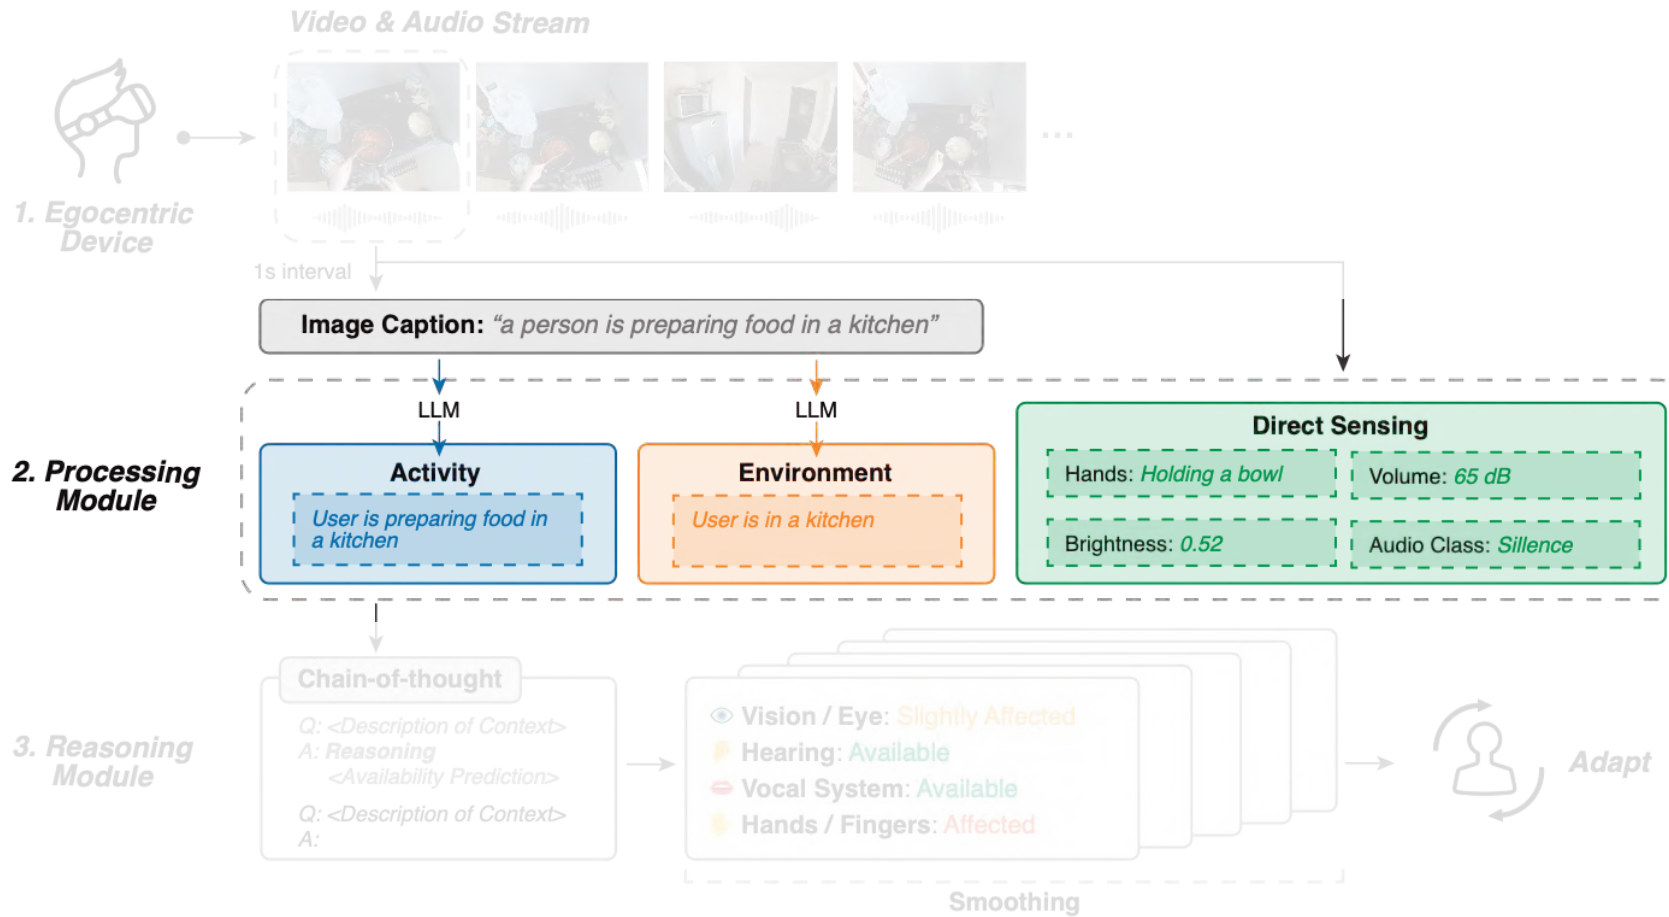 Video & Audio Stream
1. Egocentric
Device
...
1s interval
Image Caption: “a person is preparing food in a kitchen”
LLM
LLM
2. Processing
Module
Activity
User is preparing food in
a kitchen
Environment
User is in a kitchen
Direct Sensing
Hands: Holding a bowl
Volume: 65 dB
Brightness: 0.52
Audio Class: Sillence
3. Reasoning
Module
Chain-of-thought
Q: <Description of Context>
A: Reasoning
<Availability Prediction>
Q: <Description of Context>
A:
Vision / Eye: Slightly Affected
Hearing: Available
Vocal System: Available
Hands / Fingers: Affected
Smoothing
Adapt